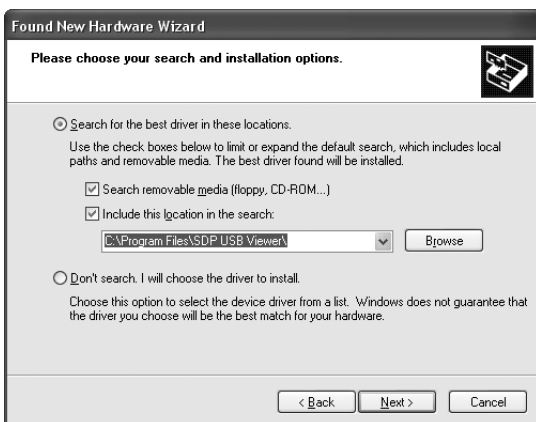 Found New Hardware Wizard
Please choose your search and installation options.
Search for the best driver in these locations.
Use the check boxes below to limit or expand the default search, which includes local
paths and removable media. The best driver found will be installed.
Search removable media (floppy, CD-ROM...)
Include this location in the search:
C:\Program Files\SDP USB Viewer\
Browse
Don't search. I will choose the driver to install.
Choose this option to select the device driver from a list. Windows does not guarantee that
the driver you choose will be the best match for your hardware.
< Back Next > Cancel